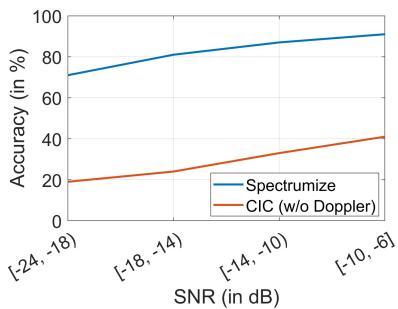 100
80
60
40
20
0
Accuracy (in %)
Spectrumize
CIC (w/o Doppler)
[-24, -18)
[-18, -14)
[-14, -10)
[-10, -6]
SNR (in dB)